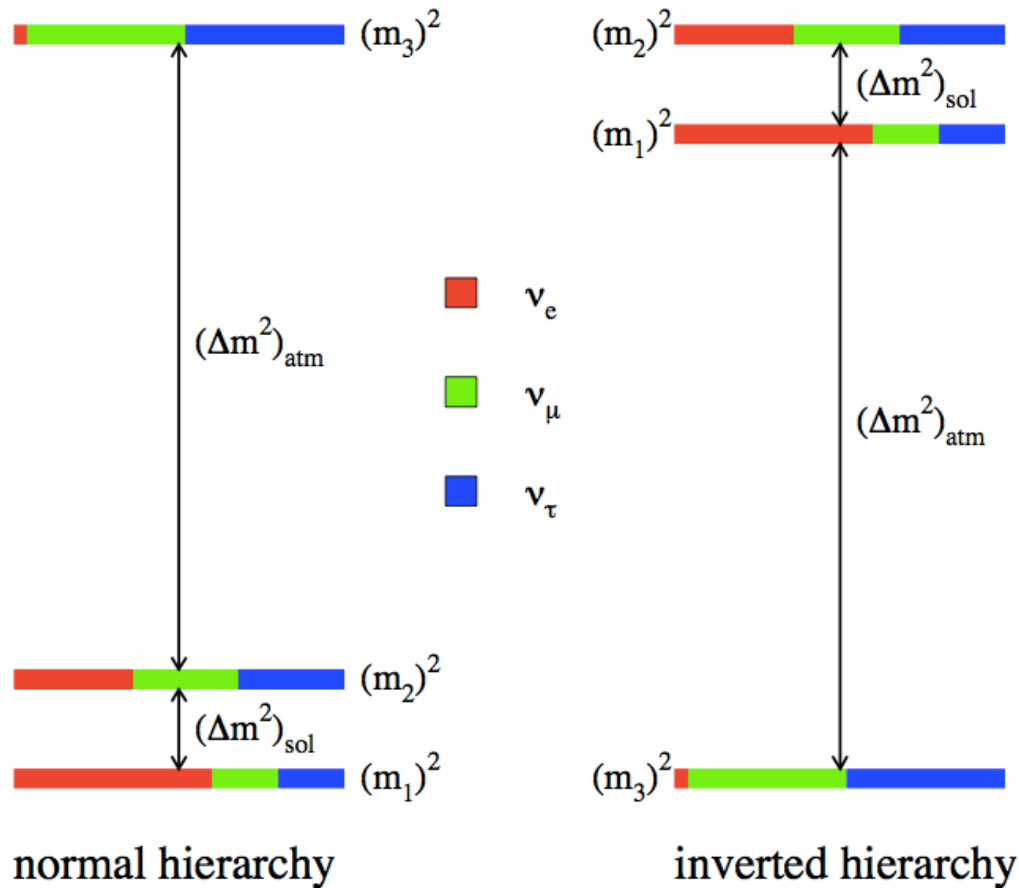 (m₃)²
(Δm²)atm
(m₂)²
(Δm²)sol
(m₁)²
normal hierarchy
νe
νμ
ντ
(m₂)²
(Δm²)sol
(m₁)²
(Δm²)atm
(m₃)²
inverted hierarchy